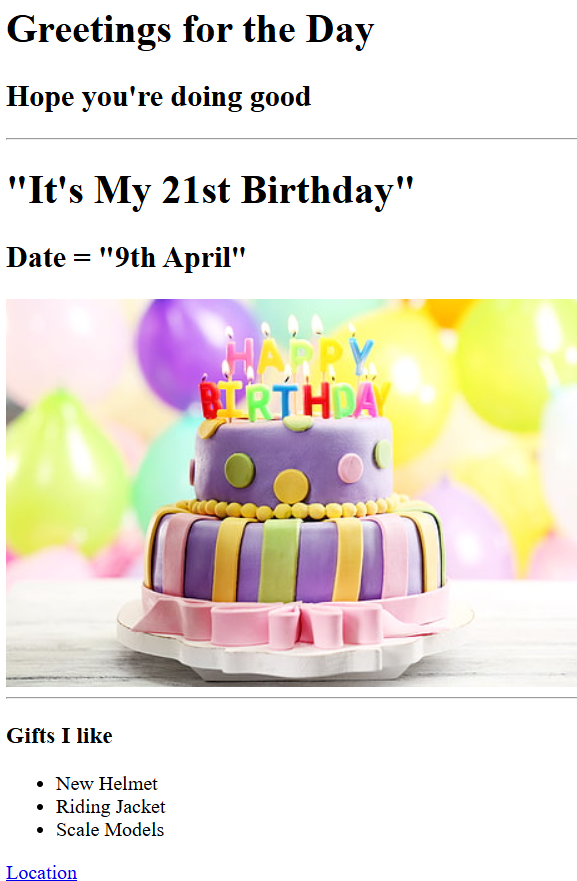 Greetings for the Day
Hope you're doing good
"It's My 21st Birthday"
Date = "9th April"
HAPPY
BIRTHDAY
Gifts I like
New Helmet
Riding Jacket
Scale Models
Location